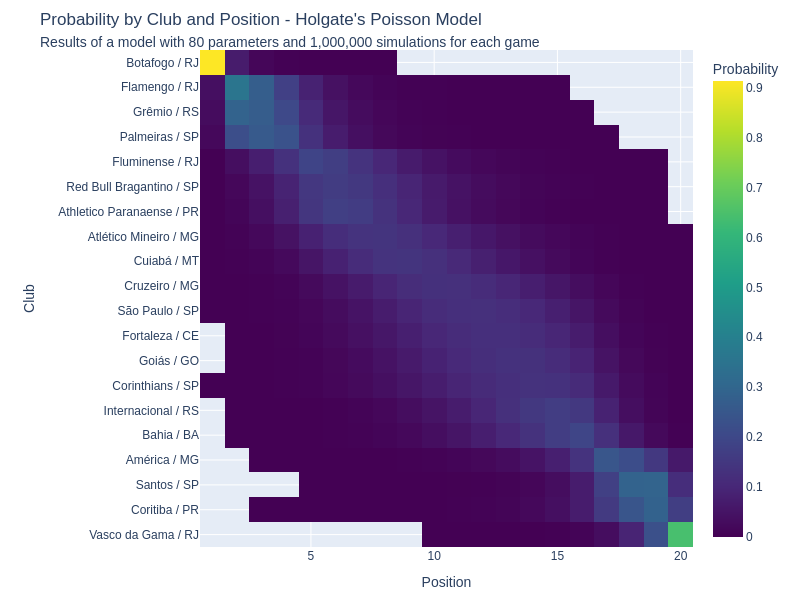 Probability by Club and Position - Holgate's Poisson Model
Results of a model with 80 parameters and 1,000,000 simulations for each game
Probability
Botafogo / RJ
Flamengo / RJ
Grêmio / RS
Palmeiras / SP
Fluminense / RJ
Red Bull Bragantino / SP
Athletico Paranaense / PR
Atlético Mineiro / MG
Cuiabá / MT
Cruzeiro / MG
São Paulo / SP
Fortaleza / CE
Goiás / GO
Corinthians / SP
Internacional / RS
Bahia / BA
América / MG
Santos / SP
Coritiba / PR
Vasco da Gama / RJ
Club
5
10
15
20
Position
0.9
0.8
0.7
0.6
0.5
0.4
0.3
0.2
0.1
0